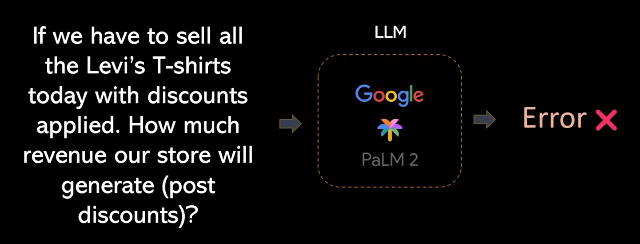 If we have to sell all
the Levi's T-shirts
today with discounts
applied. How much
revenue our store will
generate (post
discounts)?
LLM
Google
PaLM 2
Error